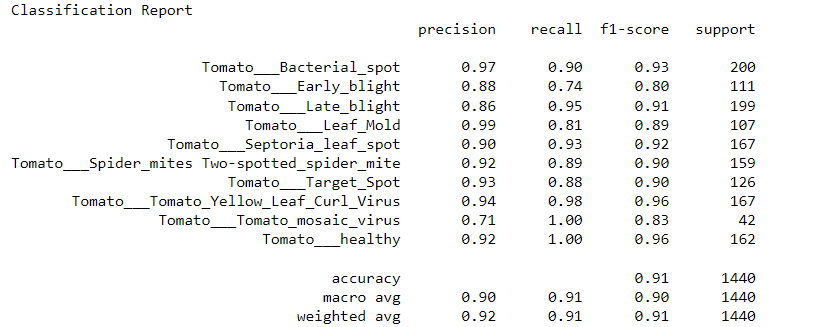 Classification Report
precision recall f1-score support
Tomato___Bacterial_spot 0.97 0.90 0.93 200
Tomato___Early_blight 0.88 0.74 0.80 111
Tomato___Late_blight 0.86 0.95 0.91 199
Tomato___Leaf_Mold 0.99 0.81 0.89 107
Tomato___Septoria_leaf_spot 0.90 0.93 0.92 167
Tomato___Spider_mites Two-spotted_spider_mite 0.92 0.89 0.90 159
Tomato___Target_Spot 0.93 0.88 0.90 126
Tomato___Tomato_Yellow_Leaf_Curl_Virus 0.94 0.98 0.96 167
Tomato___Tomato_mosaic_virus 0.71 1.00 0.83 42
Tomato___healthy 0.92 1.00 0.96 162
accuracy 0.91 1440
macro avg 0.90 0.91 0.90 1440
weighted avg 0.92 0.91 0.91 1440